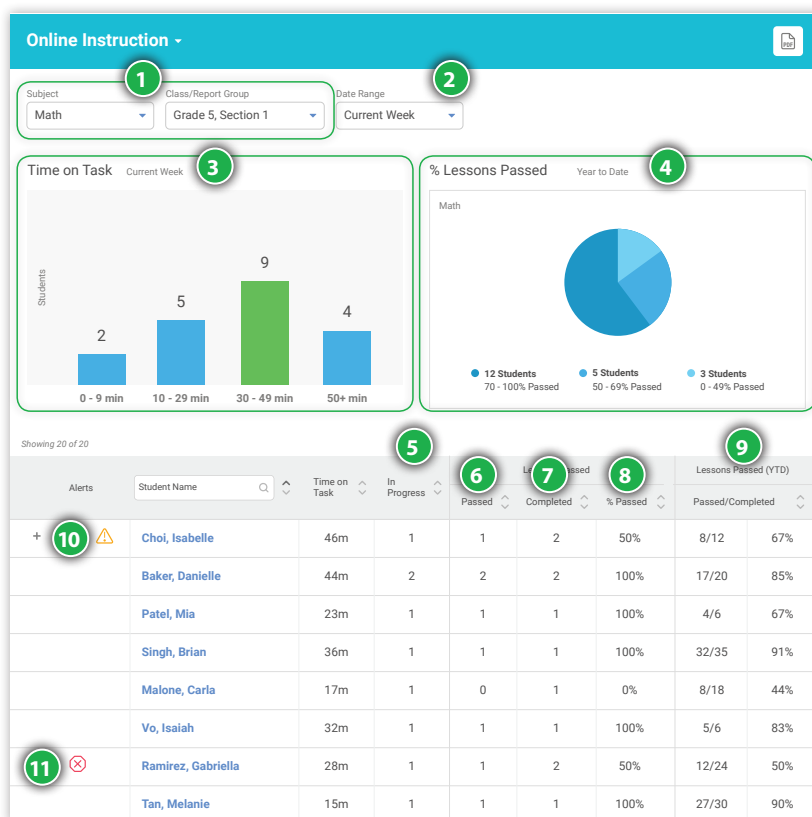 Online Instruction
PDF
1
2
Subject
Class/Report Group
Date Range
Math
Grade 5, Section 1
Current Week
Time on Task Current Week 3
% Lessons Passed Year to Date 4
Math
Students
2
5
9
4
0 - 9 min 10 - 29 min 30 - 49 min 50+ min
12 Students 5 Students 3 Students
70 - 100% Passed 50 - 69% Passed 0 - 49% Passed
Showing 20 of 20
5 6 7 8 9
Alerts Student Name Time on Task In Progress Passed Completed % Passed
Lessons Passed (YTD)
Passed/Completed
+ 10 Choi, Isabelle 46m 1 1 2 50% 8/12 67%
Baker, Danielle 44m 2 2 2 100% 17/20 85%
Patel, Mia 23m 1 1 1 100% 4/6 67%
Singh, Brian 36m 1 1 1 100% 32/35 91%
Malone, Carla 17m 1 0 1 0% 8/18 44%
Vo, Isaiah 32m 1 1 1 100% 5/6 83%
11 Ramirez, Gabriella 28m 1 1 2 50% 12/24 50%
Tan, Melanie 15m 1 1 1 100% 27/30 90%